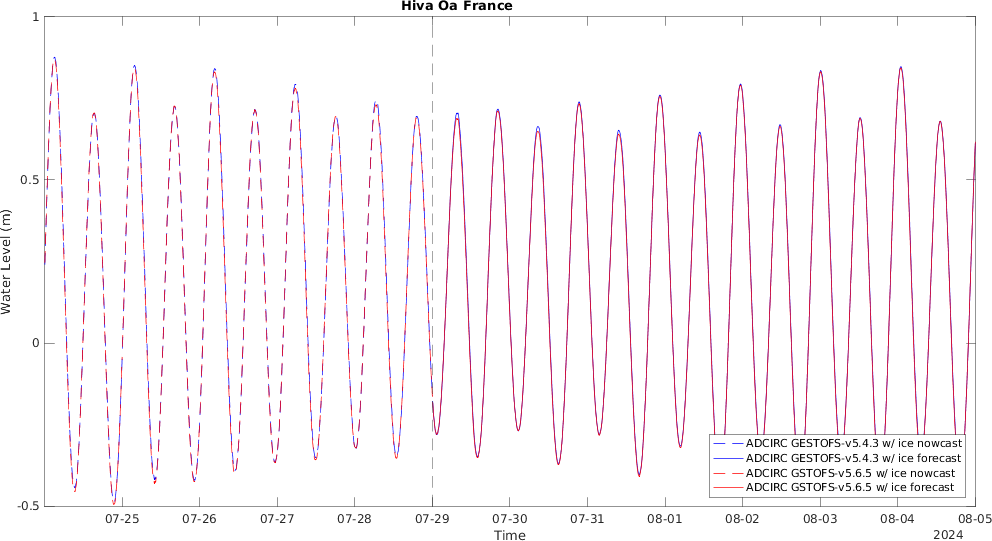 Hiva Oa France
1
0.5
0
-0.5
Water Level (m)
ADCIRC GESTOFS-v5.4.3 w/ ice nowcast
ADCIRC GESTOFS-v5.4.3 w/ ice forecast
ADCIRC GSTOFS-v5.6.5 w/ ice nowcast
ADCIRC GSTOFS-v5.6.5 w/ ice forecast
07-25 07-26 07-27 07-28 07-29 07-30 07-31 08-01 08-02 08-03 08-04 08-05
Time
2024